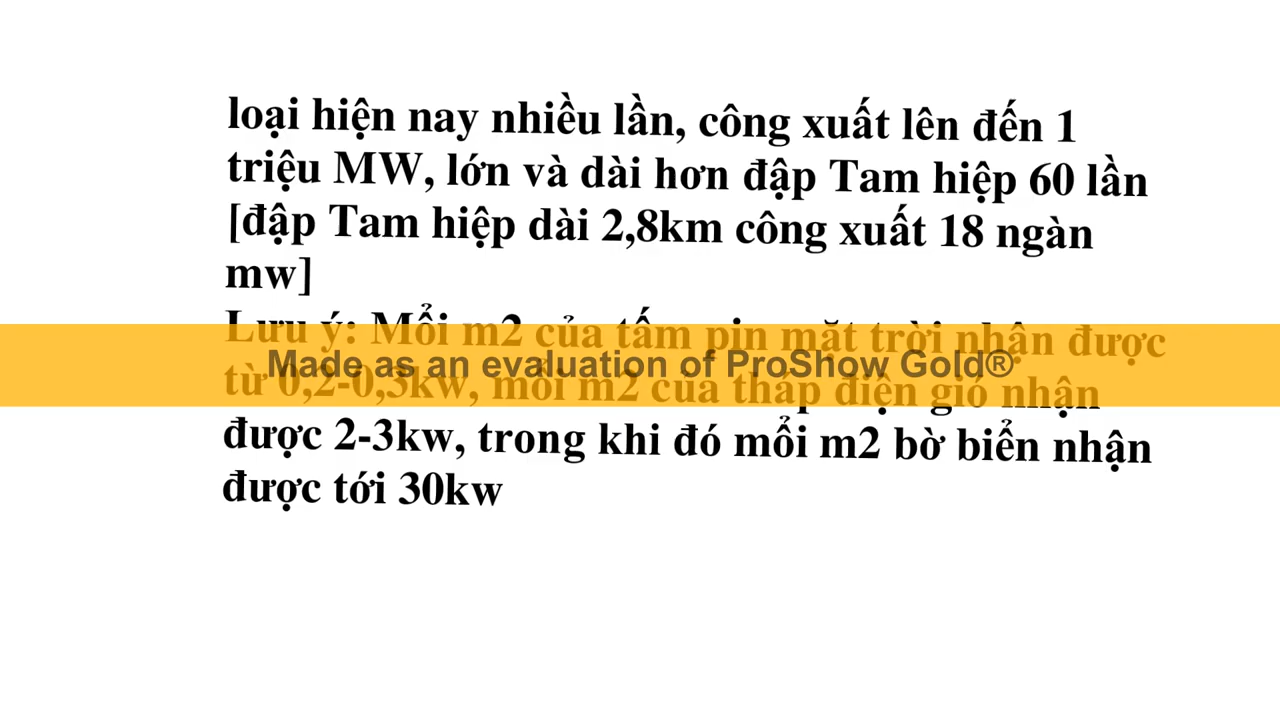 loại hiện nay nhiều lần, công xuất lên đến 1
triệu MW, lớn và dài hơn đập Tam hiệp 60 lần
[đập Tam hiệp dài 2,8km công xuất 18 ngàn
mw]
Lưu ý: Mổi m2 của tấm pin mặt trời nhận được
Made as an evaluation of ProShow Gold®
từ 0,2-0,3kw, mổi m2 của tháp điện gió nhận
được 2-3kw, trong khi đó mổi m2 bờ biển nhận
được tới 30kw